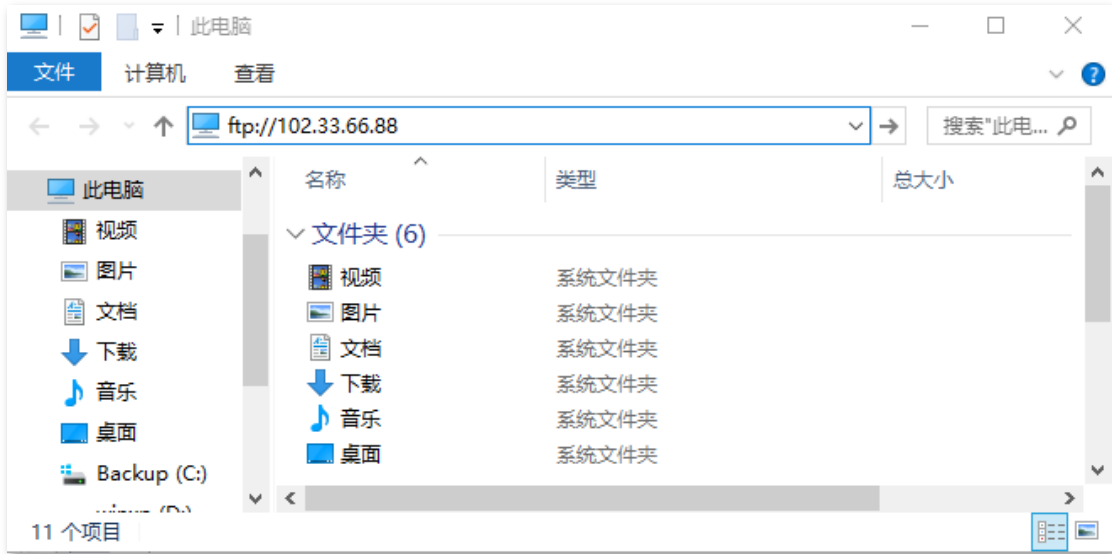 此电脑
文件 计算机 查看
ftp://102.33.66.88 搜索"此电...
此电脑
视频
图片
文档
下载
音乐
桌面
Backup (C:)
名称 类型 总大小
文件夹 (6)
视频 系统文件夹
图片 系统文件夹
文档 系统文件夹
下载 系统文件夹
音乐 系统文件夹
桌面 系统文件夹
11 个项目